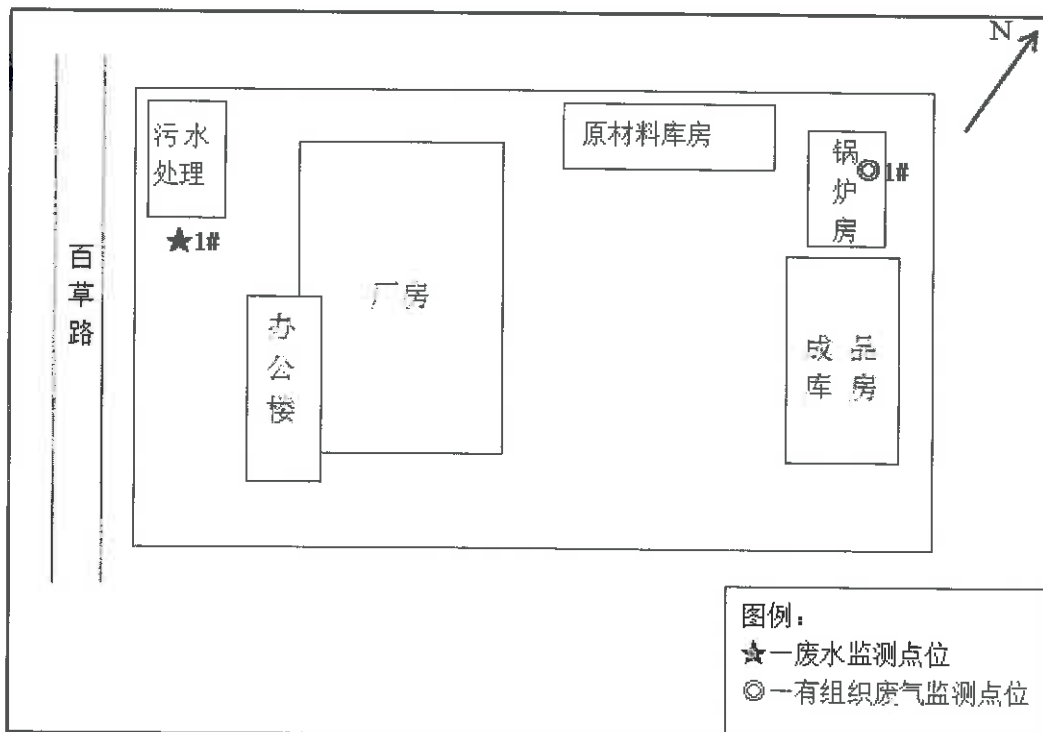 N
污水
处理
★1#
原材料库房
锅
炉
房
◎1#
百
草
路
厂房
办
公
楼
成品
库房
图例：
★—废水监测点位
◎—有组织废气监测点位